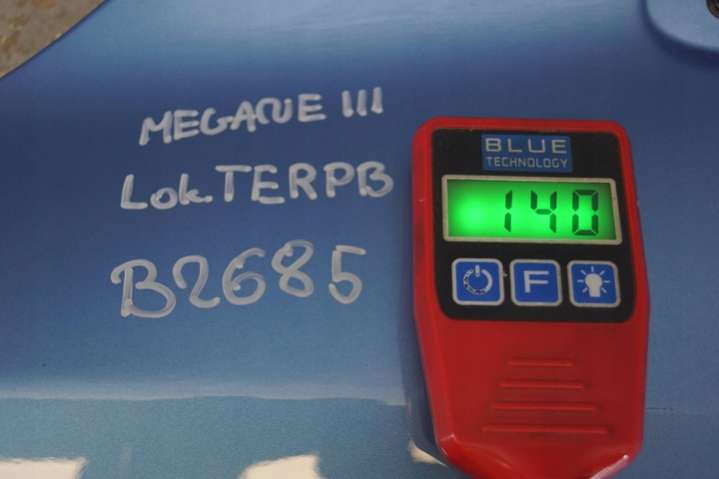 MEGANE III
Lok.TERPB
B2685
BLUE
TECHNOLOGY
140
F